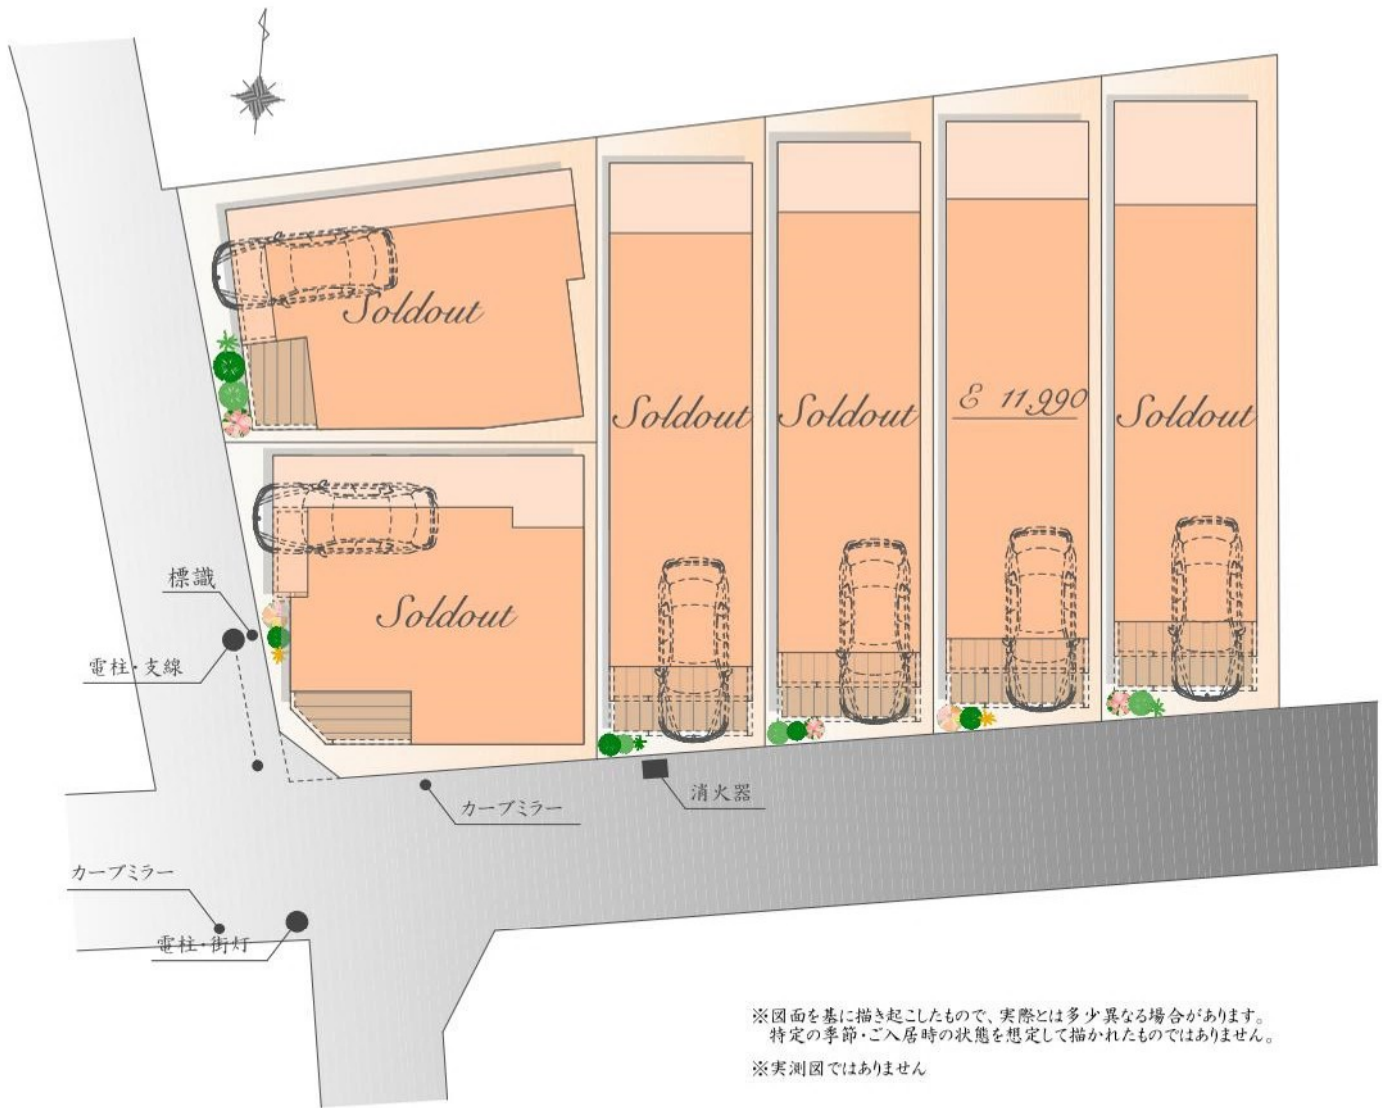 Soldout
Soldout
Soldout
E 11,990
Soldout
Soldout
標識
電柱・支線
カーブミラー
消火器
カーブミラー
電柱・街灯
※図面を基に描き起こしたもので、実際とは多少異なる場合があります。
特定の季節・ご入居時の状態を想定して描かれたものではありません。
※実測図ではありません